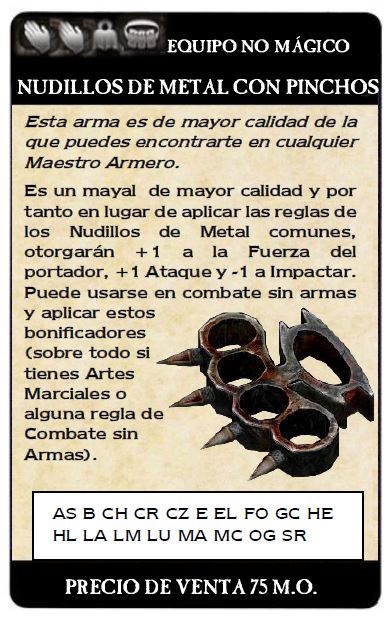 EQUIPO NO MÁGICO
NUDILLOS DE METAL CON PINCHOS
Esta arma es de mayor calidad de la
que puedes encontrarte en cualquier
Maestro Armero.
Es un mayal de mayor calidad y por
tanto en lugar de aplicar las reglas de
los Nudillos de Metal comunes,
otorgarán +1 a la Fuerza del
portador, +1 Ataque y -1 a Impactar.
Puede usarse en combate sin armas
y aplicar estos
bonificadores
(sobre todo si
tienes Artes
Marciales o
alguna regla de
Combate sin
Armas).
AS B CH CR CZ E EL FO GC HE
HL LA LM LU MA MC OG SR
PRECIO DE VENTA 75 M.O.